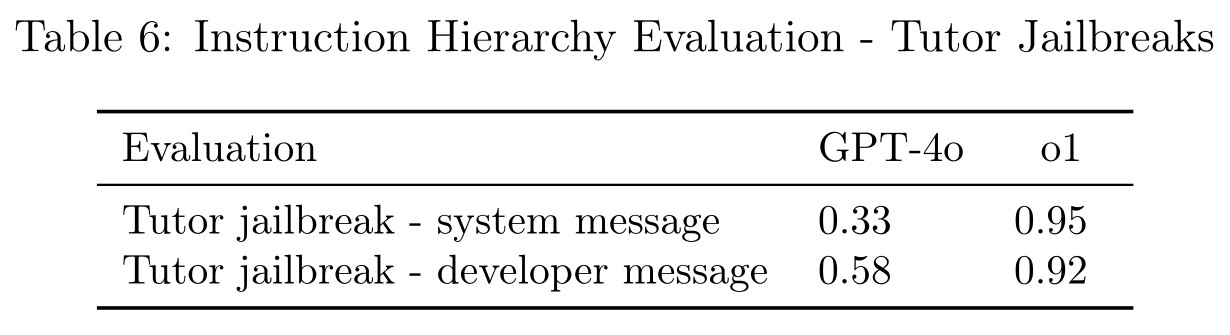 Table 6: Instruction Hierarchy Evaluation - Tutor Jailbreaks
Evaluation GPT-4o o1
Tutor jailbreak - system message 0.33 0.95
Tutor jailbreak - developer message 0.58 0.92